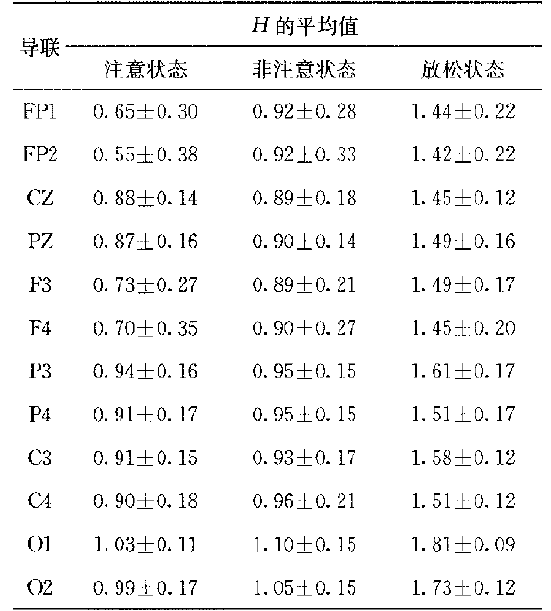 导联 H 的平均值
注意状态 非注意状态 放松状态
FP1 0.65±0.30 0.92±0.28 1.44±0.22
FP2 0.55±0.38 0.92±0.33 1.42±0.22
CZ 0.88±0.14 0.89±0.18 1.45±0.12
PZ 0.87±0.16 0.90±0.14 1.49±0.16
F3 0.73±0.27 0.89±0.21 1.49±0.17
F4 0.70±0.35 0.90±0.27 1.45±0.20
P3 0.94±0.16 0.95±0.15 1.61±0.17
P4 0.91±0.17 0.95±0.15 1.51±0.17
C3 0.91±0.15 0.93±0.17 1.58±0.12
C4 0.90±0.18 0.96±0.21 1.51±0.12
O1 1.03±0.11 1.10±0.15 1.81±0.09
O2 0.99±0.17 1.05±0.15 1.73±0.12